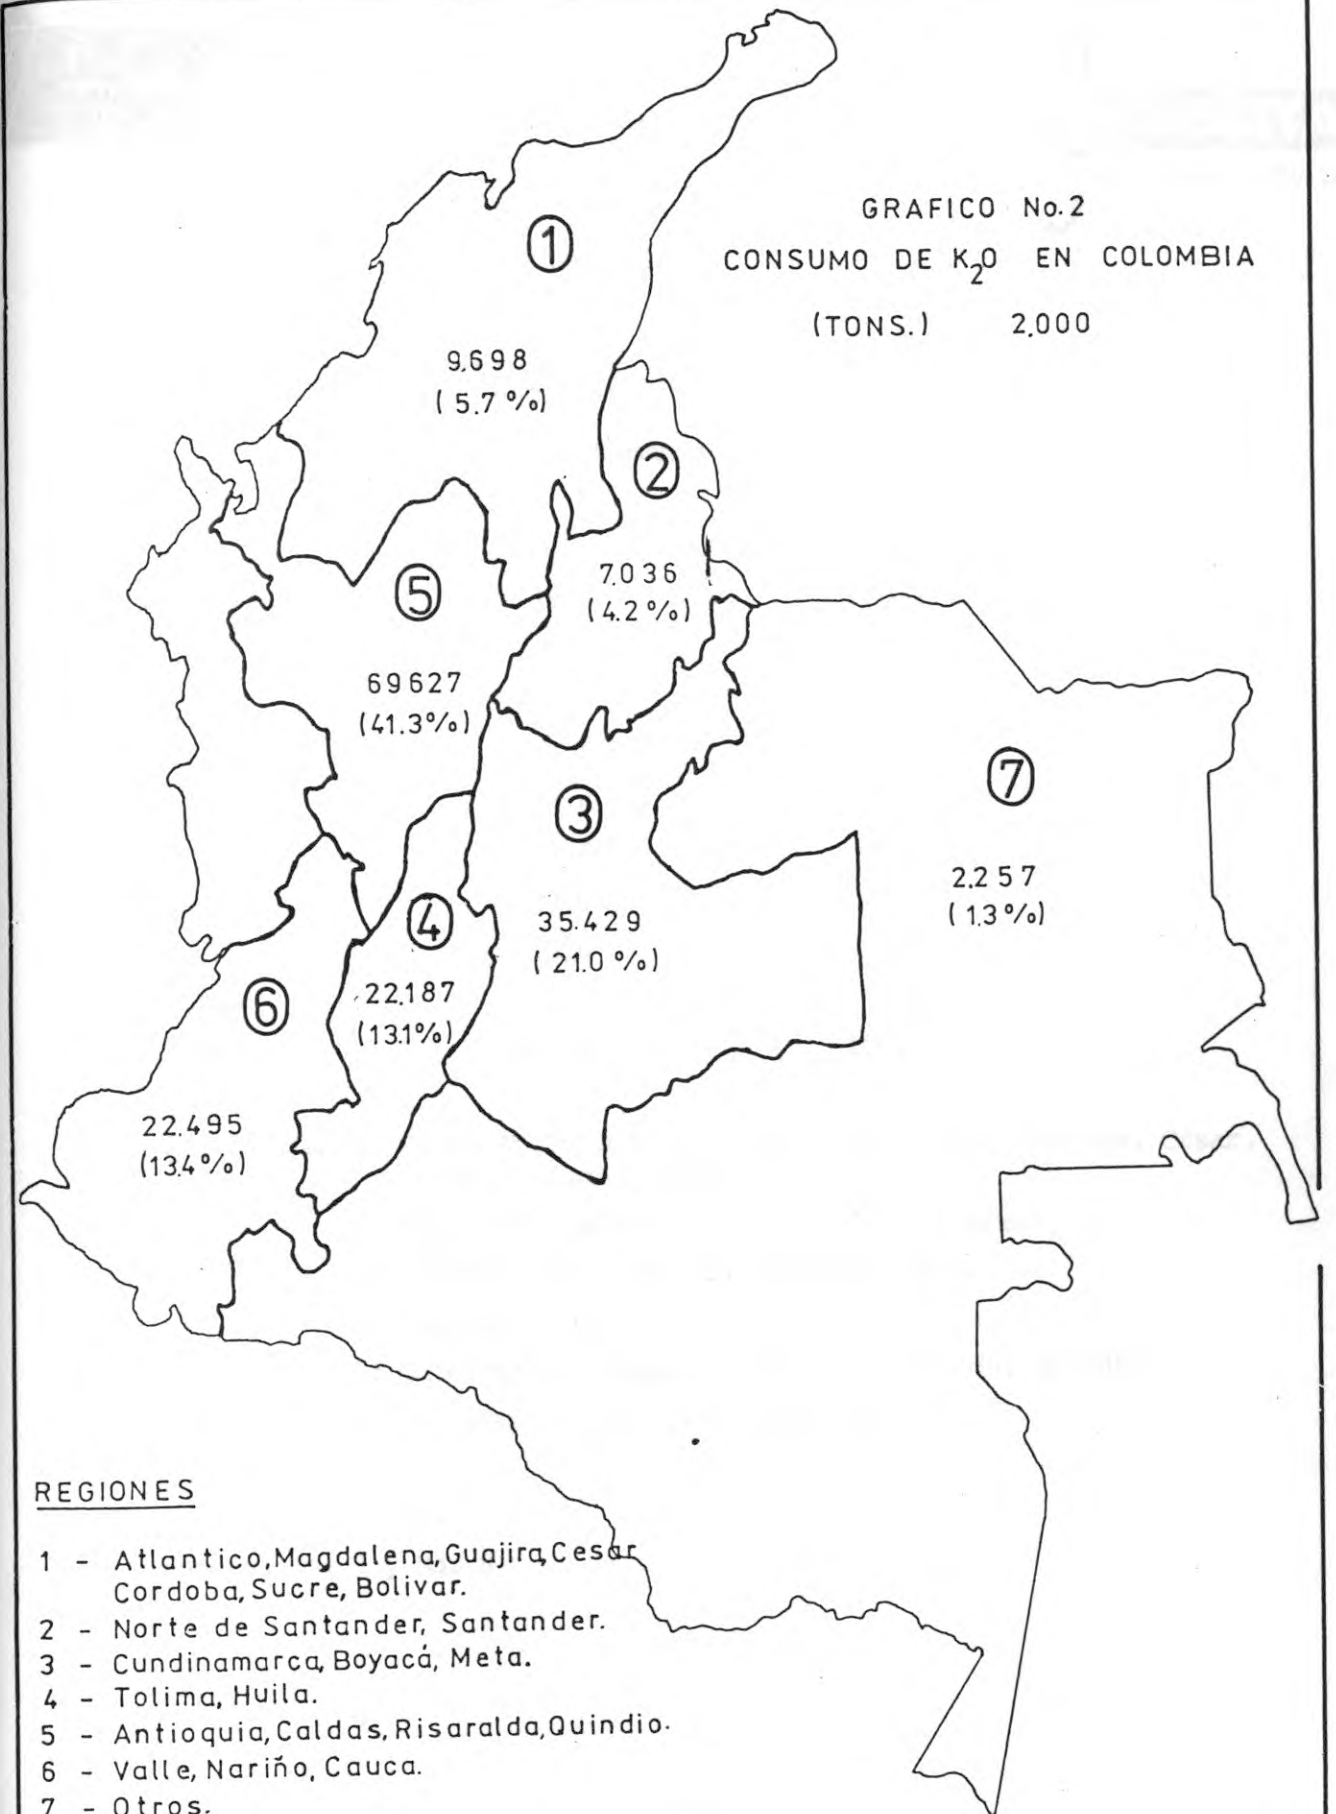 GRAFICO No.2
CONSUMO DE K₂O EN COLOMBIA
(TONS.) 2.000
1
9.698
(5.7 %)
2
7.036
(4.2 %)
5
69627
(41.3%)
3
35.429
(21.0 %)
7
2.257
(1.3 %)
4
22.187
(13.1%)
6
22.495
(13.4%)
REGIONES
1 - Atlantico, Magdalena, Guajira, Cesar
Cordoba, Sucre, Bolivar.
2 - Norte de Santander, Santander.
3 - Cundinamarca, Boyacá, Meta.
4 - Tolima, Huila.
5 - Antioquia, Caldas, Risaralda, Quindio.
6 - Valle, Nariño, Cauca.
7 - Otros.